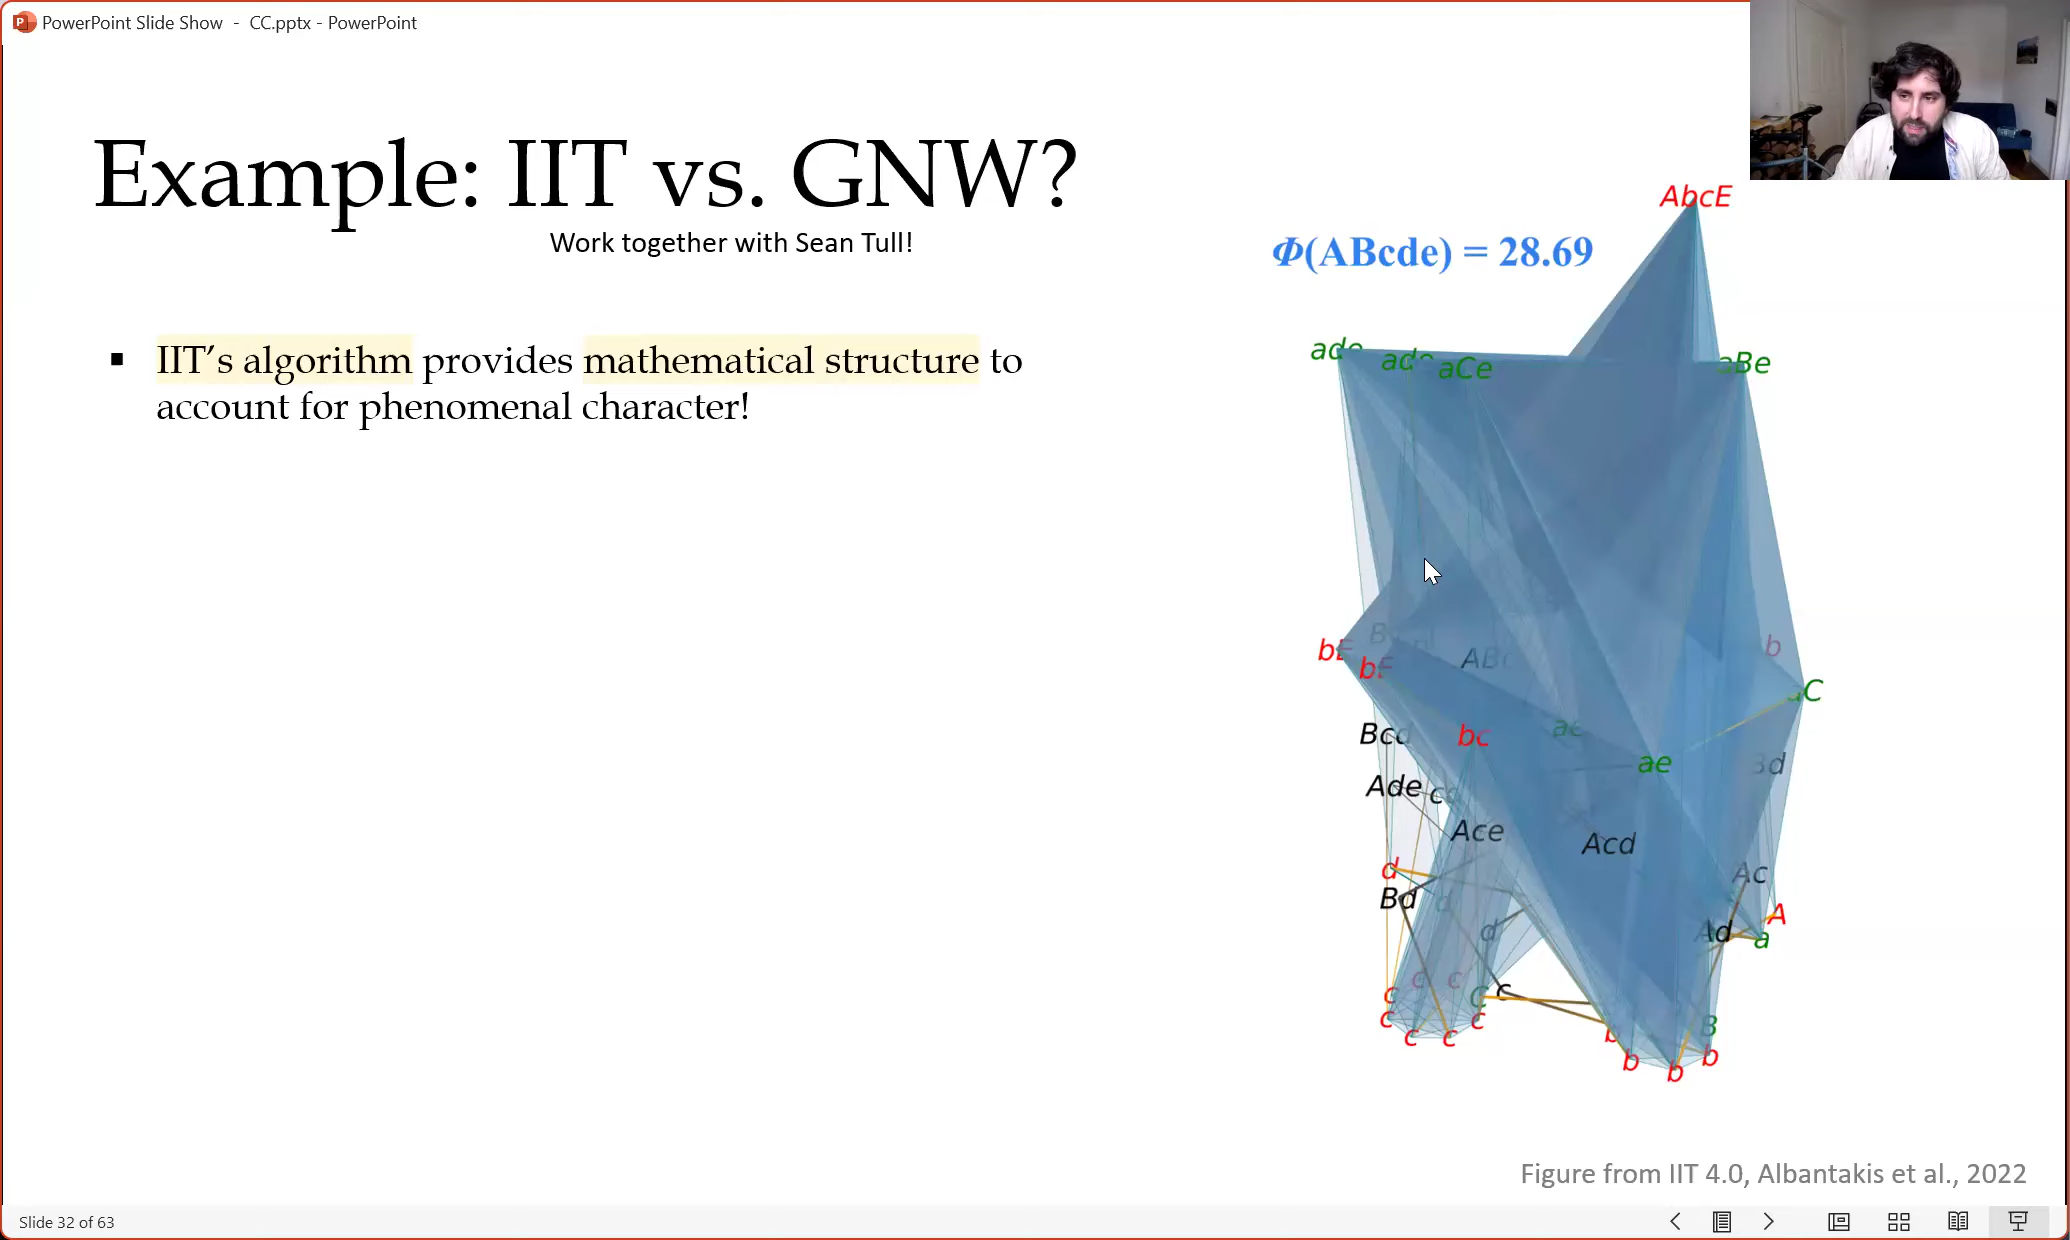 PowerPoint Slide Show - CC.pptx - PowerPoint
Example: IIT vs. GNW?
Work together with Sean Tull!
▪ IIT's algorithm provides mathematical structure to
account for phenomenal character!
AbcE
Φ(ABcde) = 28.69
aCe
aBe
b
aC
bc
ae
Ade
Ace
Acd
Ac
d
Bd
d
A
Ad
a
c
c
c
C
c
c
c
c
c
B
b
b
b
Figure from IIT 4.0, Albantakis et al., 2022
Slide 32 of 63